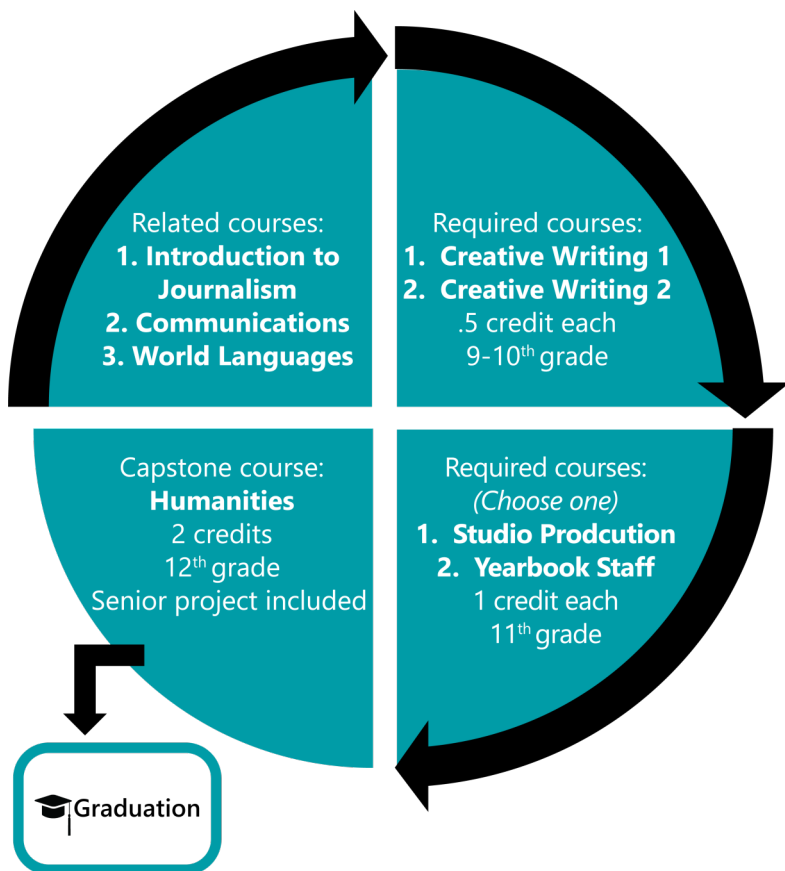 Related courses:
1. Introduction to
Journalism
2. Communications
3. World Languages
Required courses:
1. Creative Writing 1
2. Creative Writing 2
.5 credit each
9-10th grade
Required courses:
(Choose one)
1. Studio Prodcution
2. Yearbook Staff
1 credit each
11th grade
Capstone course:
Humanities
2 credits
12th grade
Senior project included
Graduation